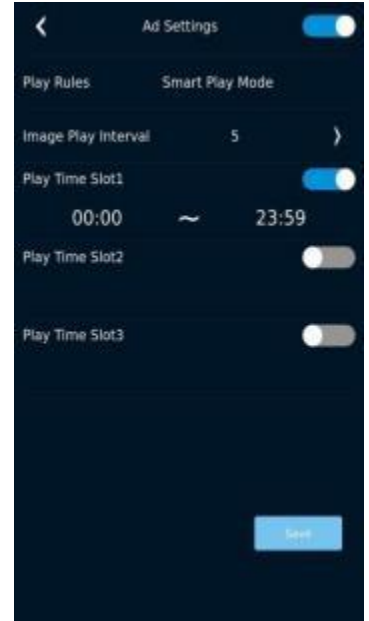 Ad Settings
Play Rules Smart Play Mode
Image Play Interval 5
Play Time Slot1
00:00 ~ 23:59
Play Time Slot2
Play Time Slot3
Save